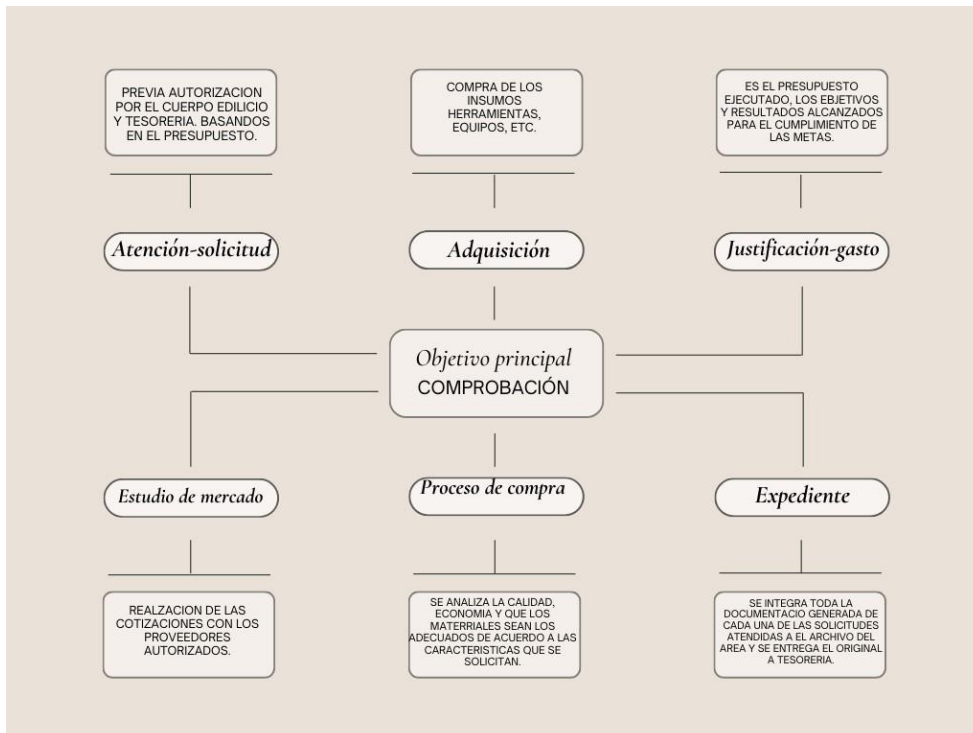 PREVIA AUTORIZACION
POR EL CUERPO EDILICIO
Y TESORERIA. BASANDOS
EN EL PRESUPUESTO.
COMPRA DE LOS
INSUMOS
HERRAMIENTAS,
EQUIPOS, ETC.
ES EL PRESUPUESTO
EJECUTADO, LOS EBJETIVOS
Y RESULTADOS ALCANZADOS
PARA EL CUMPLIMIENTO DE
LAS METAS.
Atención-solicitud
Adquisición
Justificación-gasto
Objetivo principal
COMPROBACIÓN
Estudio de mercado
Proceso de compra
Expediente
REALZACION DE LAS
COTIZACIONES CON LOS
PROVEEDORES
AUTORIZADOS.
SE ANALIZA LA CALIDAD,
ECONOMIA Y QUE LOS
MATERRIALES SEAN LOS
ADECUADOS DE ACUERDO A LAS
CARACTERISTICAS QUE SE
SOLICITAN.
SE INTEGRA TODA LA
DOCUMENTACIO GENERADA DE
CADA UNA DE LAS SOLICITUDES
ATENDIDAS A EL ARCHIVO DEL
AREA Y SE ENTREGA EL ORIGINAL
A TESORERIA.